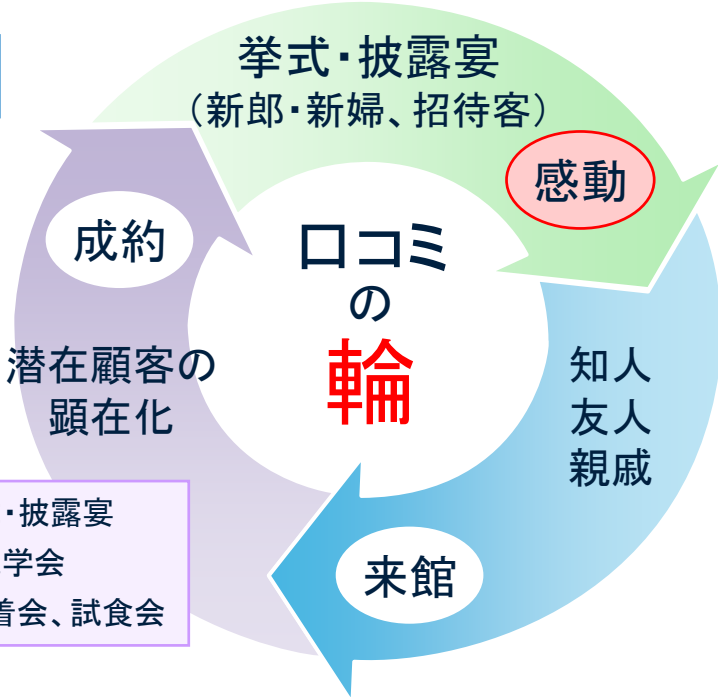 挙式・披露宴
(新郎・新婦、招待客)
感動
成約
口コミ
の
輪
潜在顧客の
顕在化
知人
友人
親戚
・披露宴
学会
着会、試食会
来館